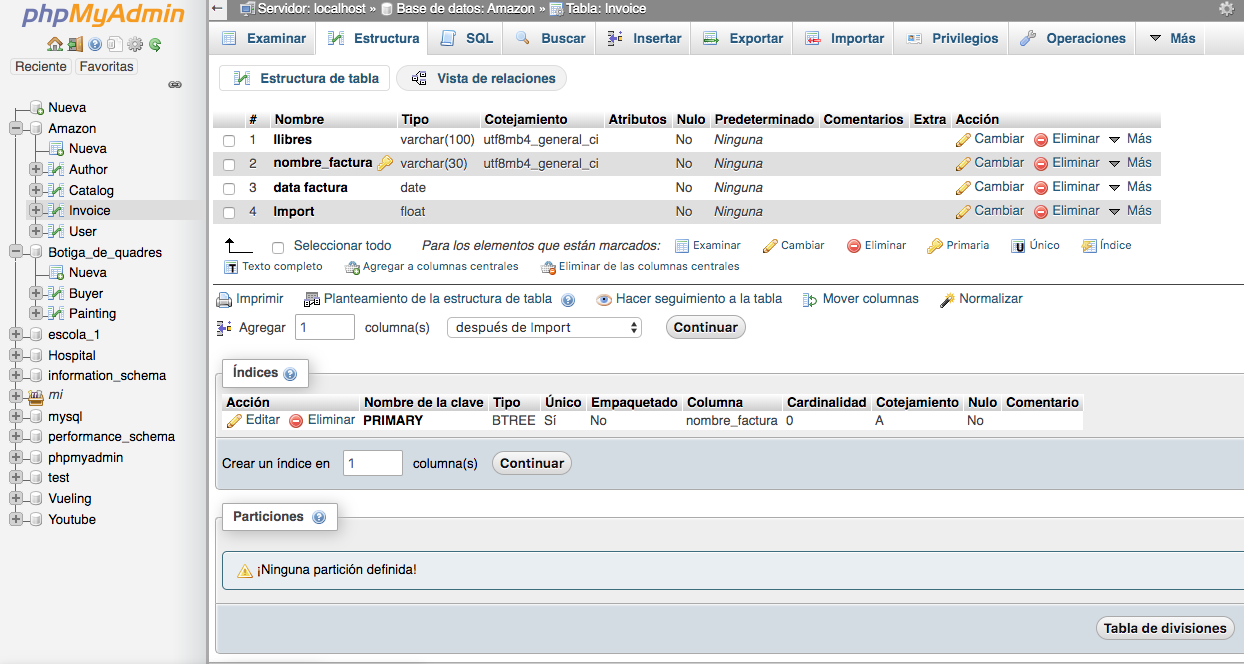 phpMyAdmin
Reciente Favoritas
Nueva
Amazon
Nueva
Author
Catalog
Invoice
User
Botiga_de_quadres
Nueva
Buyer
Painting
escola_1
Hospital
information_schema
mi
mysql
performance_schema
phpmyadmin
test
Vueling
Youtube
Servidor: localhost » Base de datos: Amazon » Tabla: Invoice
Examinar Estructura SQL Buscar Insertar Exportar Importar Privilegios Operaciones Más
Estructura de tabla Vista de relaciones
# Nombre Tipo Cotejamiento Atributos Nulo Predeterminado Comentarios Extra Acción
1 llibres varchar(100) utf8mb4_general_ci No Ninguna Cambiar Eliminar Más
2 nombre_factura varchar(30) utf8mb4_general_ci No Ninguna Cambiar Eliminar Más
3 data factura date No Ninguna Cambiar Eliminar Más
4 Import float No Ninguna Cambiar Eliminar Más
Seleccionar todo Para los elementos que están marcados: Examinar Cambiar Eliminar Primaria Único Índice
Texto completo Agregar a columnas centrales Eliminar de las columnas centrales
Imprimir Planteamiento de la estructura de tabla Hacer seguimiento a la tabla Mover columnas Normalizar
Agregar 1 columna(s) después de Import Continuar
Índices
Acción Nombre de la clave Tipo Único Empaquetado Columna Cardinalidad Cotejamiento Nulo Comentario
Editar Eliminar PRIMARY BTREE Sí No nombre_factura 0 A No
Crear un índice en 1 columna(s) Continuar
Particiones
¡Ninguna partición definida!
Tabla de divisiones